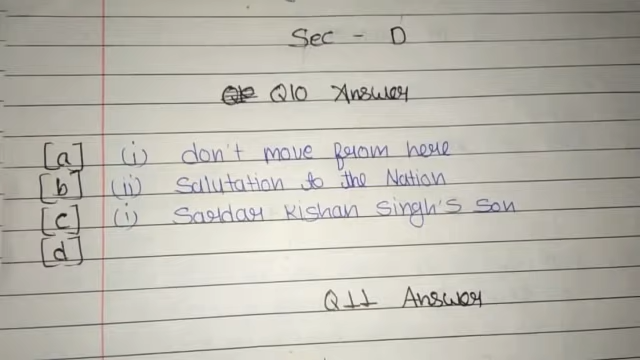 Sec - D
Q10 Answer
[a] (i) don't move from here
[b] (ii) Salutation to the Nation
[c] (i) Sardar Kishan Singh's son
[d]
Q11 Answer